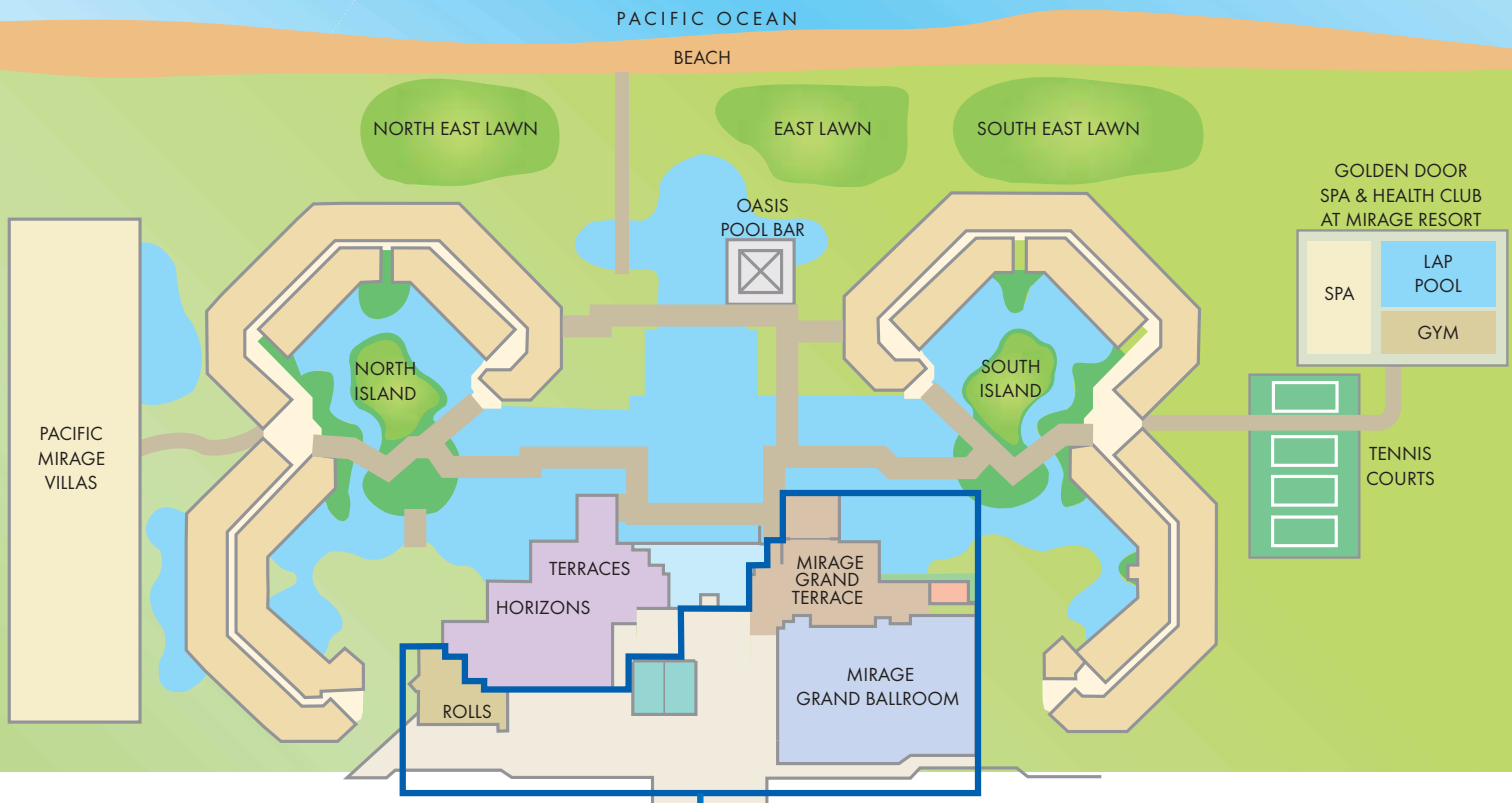 PACIFIC OCEAN
BEACH
NORTH EAST LAWN
EAST LAWN
SOUTH EAST LAWN
GOLDEN DOOR
SPA & HEALTH CLUB
AT MIRAGE RESORT
OASIS
POOL BAR
SPA
LAP
POOL
GYM
NORTH
ISLAND
SOUTH
ISLAND
PACIFIC
MIRAGE
VILLAS
TENNIS
COURTS
TERRACES
HORIZONS
MIRAGE
GRAND
TERRACE
ROLLS
MIRAGE
GRAND BALLROOM